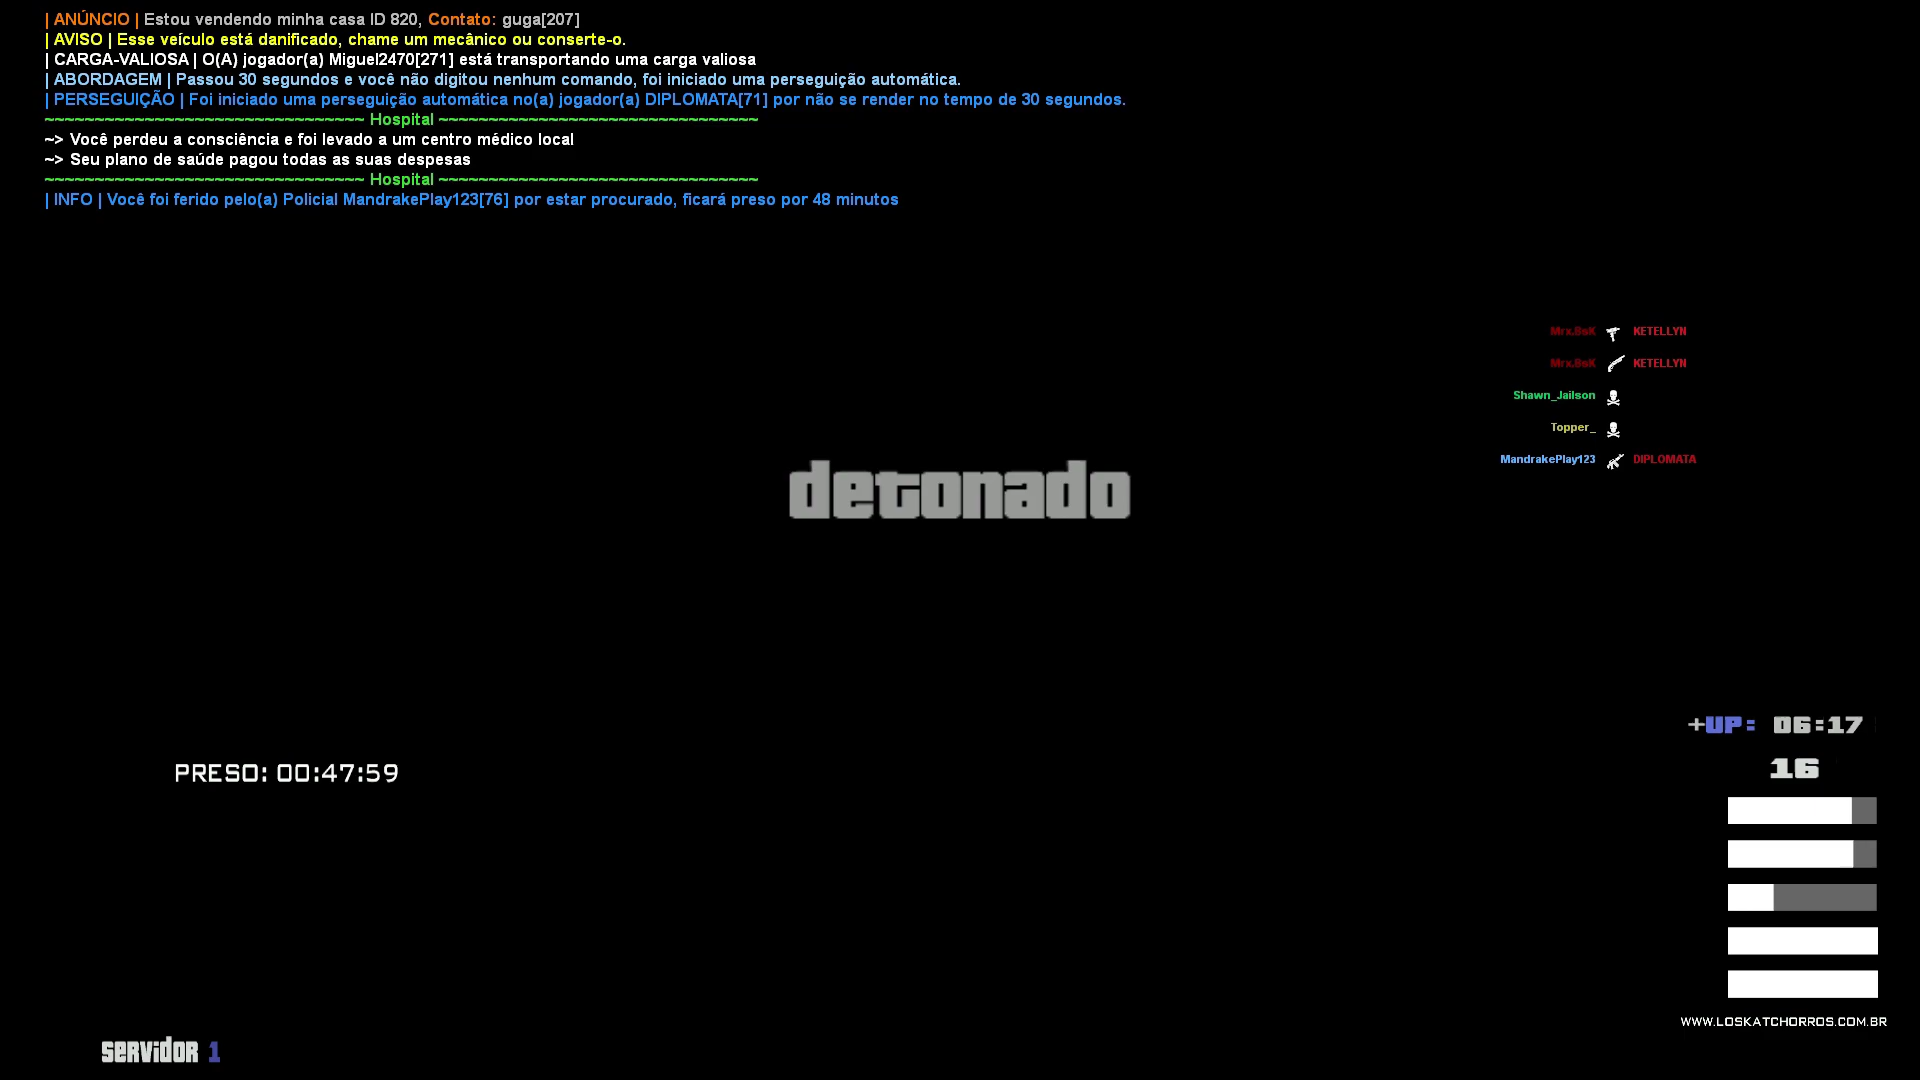 | ANÚNCIO | Estou vendendo minha casa ID 820, Contato: guga[207]
| AVISO | Esse veículo está danificado, chame um mecânico ou conserte-o.
| CARGA-VALIOSA | O(A) jogador(a) Miguel2470[271] está transportando uma carga valiosa
| ABORDAGEM | Passou 30 segundos e você não digitou nenhum comando, foi iniciado uma perseguição automática.
| PERSEGUIÇÃO | Foi iniciado uma perseguição automática no(a) jogador(a) DIPLOMATA[71] por não se render no tempo de 30 segundos.
~~~~~~~~~~~~~~~~~~~~~~~~~~~~~~~~ Hospital ~~~~~~~~~~~~~~~~~~~~~~~~~~~~~~~~
~> Você perdeu a consciência e foi levado a um centro médico local
~> Seu plano de saúde pagou todas as suas despesas
~~~~~~~~~~~~~~~~~~~~~~~~~~~~~~~~ Hospital ~~~~~~~~~~~~~~~~~~~~~~~~~~~~~~~~
| INFO | Você foi ferido pelo(a) Policial MandrakePlay123[76] por estar procurado, ficará preso por 48 minutos
Mrx.BsK KETELLYN
Mrx.BsK KETELLYN
Shawn_Jailson
Topper_
MandrakePlay123 DIPLOMATA
detonado
+UP: 06:17
16
PRESO: 00:47:59
WWW.LOSKATCHORROS.COM.BR
servidor 1